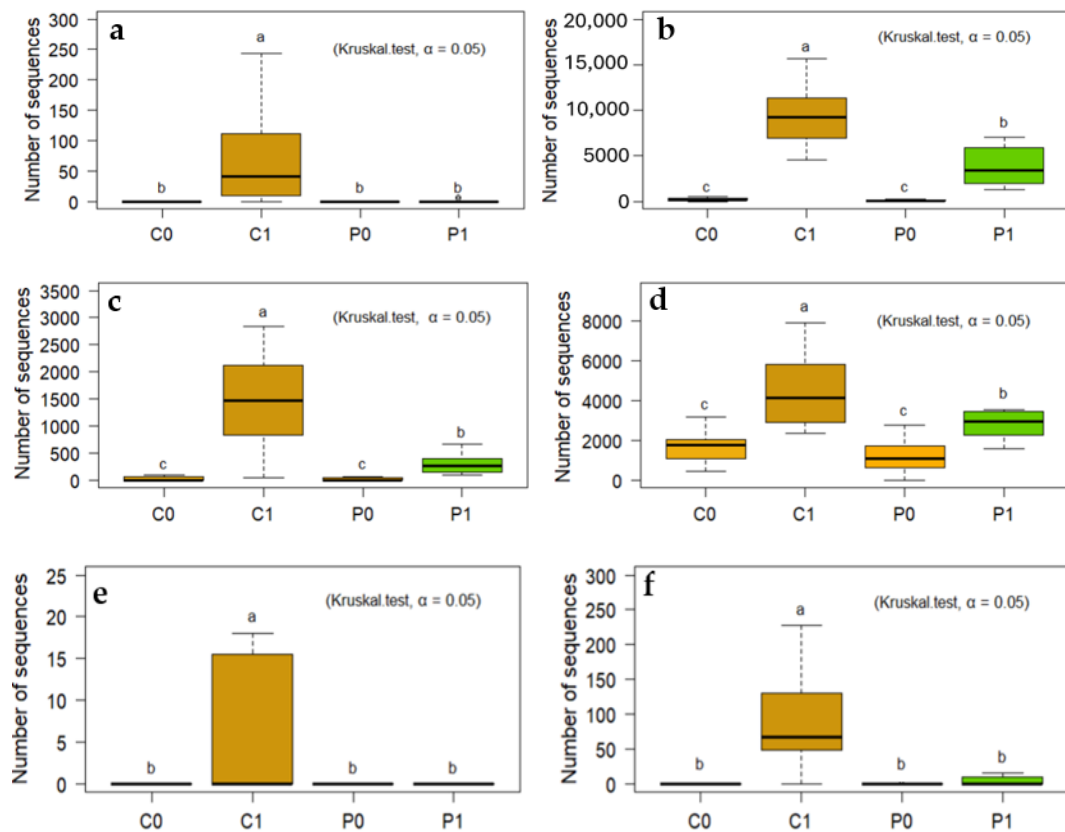 a
Number of sequences
300
250
200
150
100
50
0
(Kruskal.test, α = 0.05)
b
a
b
b
C0
C1
P0
P1
b
Number of sequences
20,000
15,000
10,000
5000
0
(Kruskal.test, α = 0.05)
c
a
c
b
C0
C1
P0
P1
c
Number of sequences
3500
3000
2500
2000
1500
1000
500
0
(Kruskal.test, α = 0.05)
c
a
c
b
C0
C1
P0
P1
d
Number of sequences
8000
6000
4000
2000
0
(Kruskal.test, α = 0.05)
c
a
c
b
C0
C1
P0
P1
e
Number of sequences
25
20
15
10
5
0
(Kruskal.test, α = 0.05)
b
a
b
b
C0
C1
P0
P1
f
Number of sequences
300
250
200
150
100
50
0
(Kruskal.test, α = 0.05)
b
a
b
b
C0
C1
P0
P1